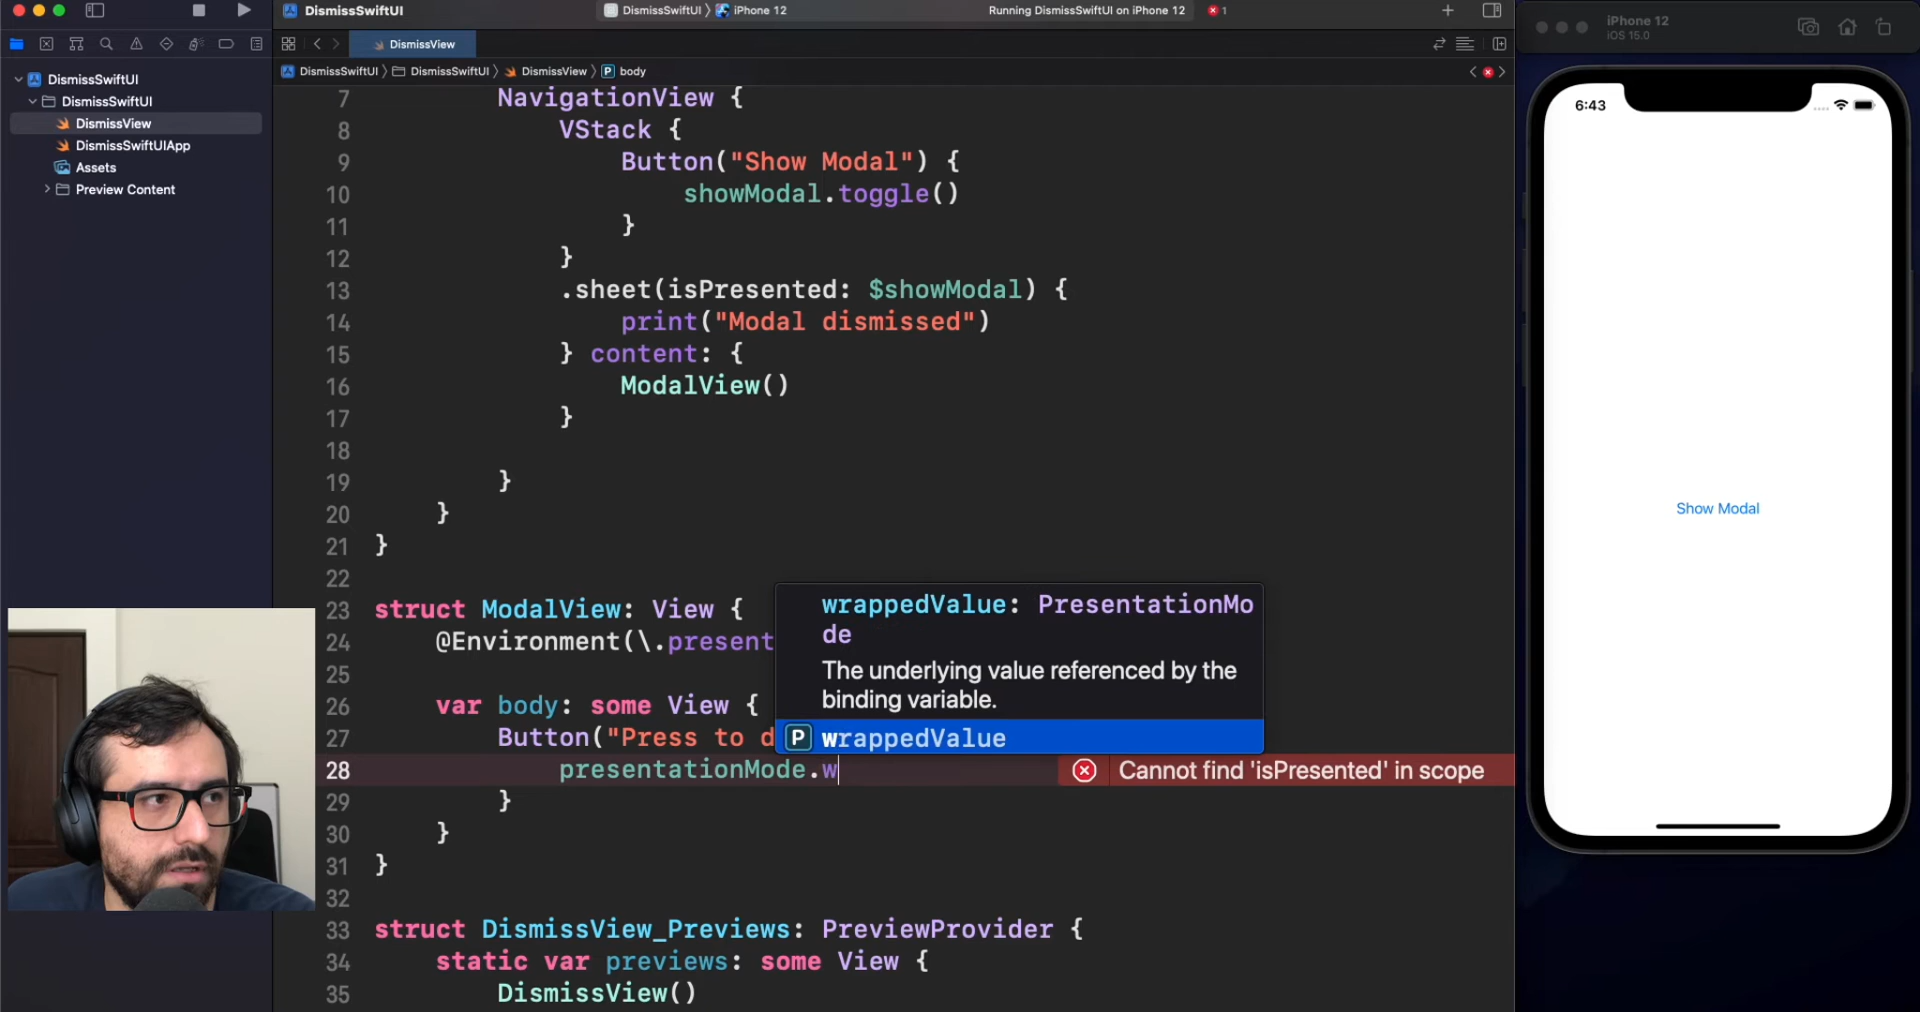 DismissSwiftUI
DismissSwiftUI
iPhone 12
Running DismissSwiftUI on iPhone 12
1
iPhone 12
iOS 15.0
DismissView
DismissSwiftUI
DismissSwiftUI
DismissView
P
body
DismissSwiftUI
DismissSwiftUI
DismissView
DismissSwiftUIApp
Assets
Preview Content
7 NavigationView {
8 VStack {
9 Button("Show Modal") {
10 showModal.toggle()
11 }
12 }
13 .sheet(isPresented: $showModal) {
14 print("Modal dismissed")
15 } content: {
16 ModalView()
17 }
18
19 }
20 }
21 }
22
23 struct ModalView: View {
24 @Environment(\.present
25
26 var body: some View {
27 Button("Press to d
28 presentationMode.w
29 }
30 }
31 }
32
33 struct DismissView_Previews: PreviewProvider {
34 static var previews: some View {
35 DismissView()
wrappedValue: PresentationMo
de
The underlying value referenced by the
binding variable.
P wrappedValue
Cannot find 'isPresented' in scope
6:43
Show Modal